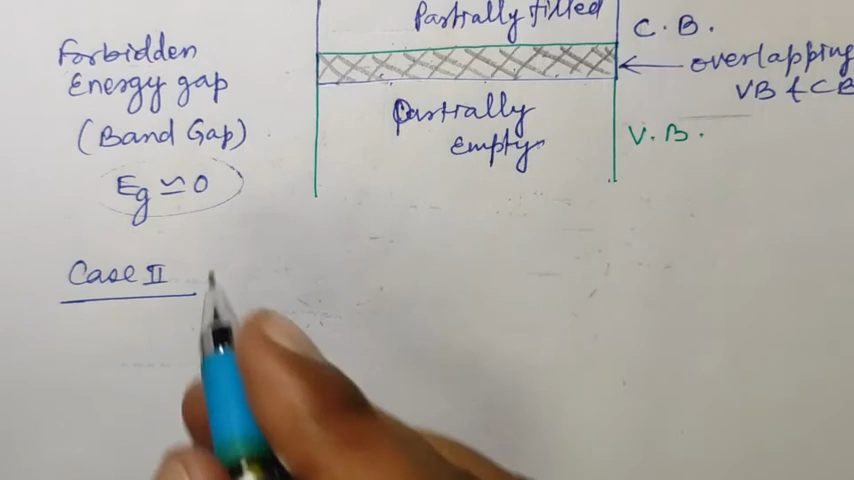 Partially filled
C.B.
Forbidden
Energy gap
(Band Gap)
Eg ≃ 0
overlapping
VB & CB
Partially
Empty
V.B.
Case II